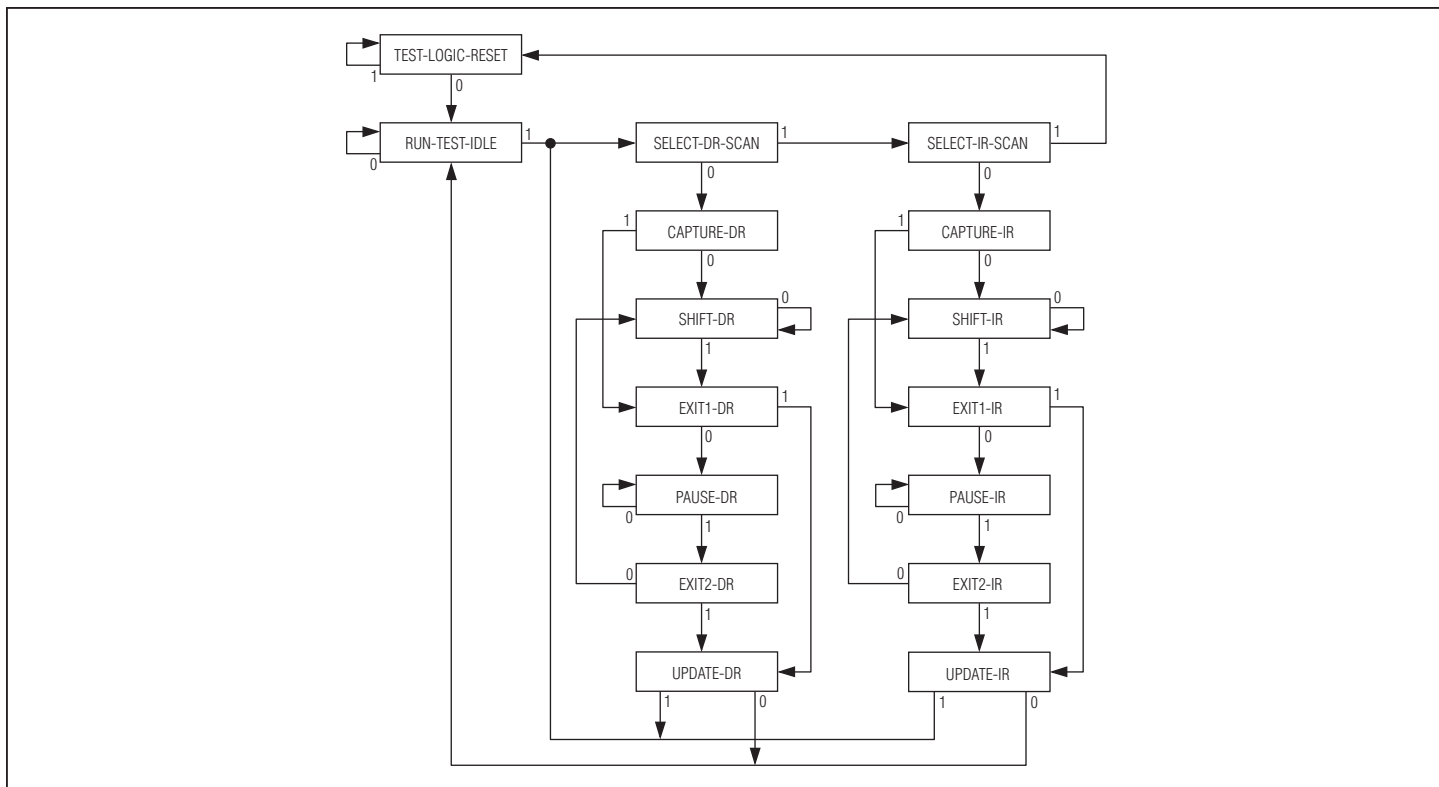 TEST-LOGIC-RESET
1
0
RUN-TEST-IDLE
1
0
SELECT-DR-SCAN
1
0
SELECT-IR-SCAN
1
0
1
CAPTURE-DR
0
1
CAPTURE-IR
0
SHIFT-DR
0
1
SHIFT-IR
0
1
EXIT1-DR
1
0
EXIT1-IR
1
0
PAUSE-DR
0
1
PAUSE-IR
0
1
0
EXIT2-DR
1
0
EXIT2-IR
1
UPDATE-DR
1
0
UPDATE-IR
1
0